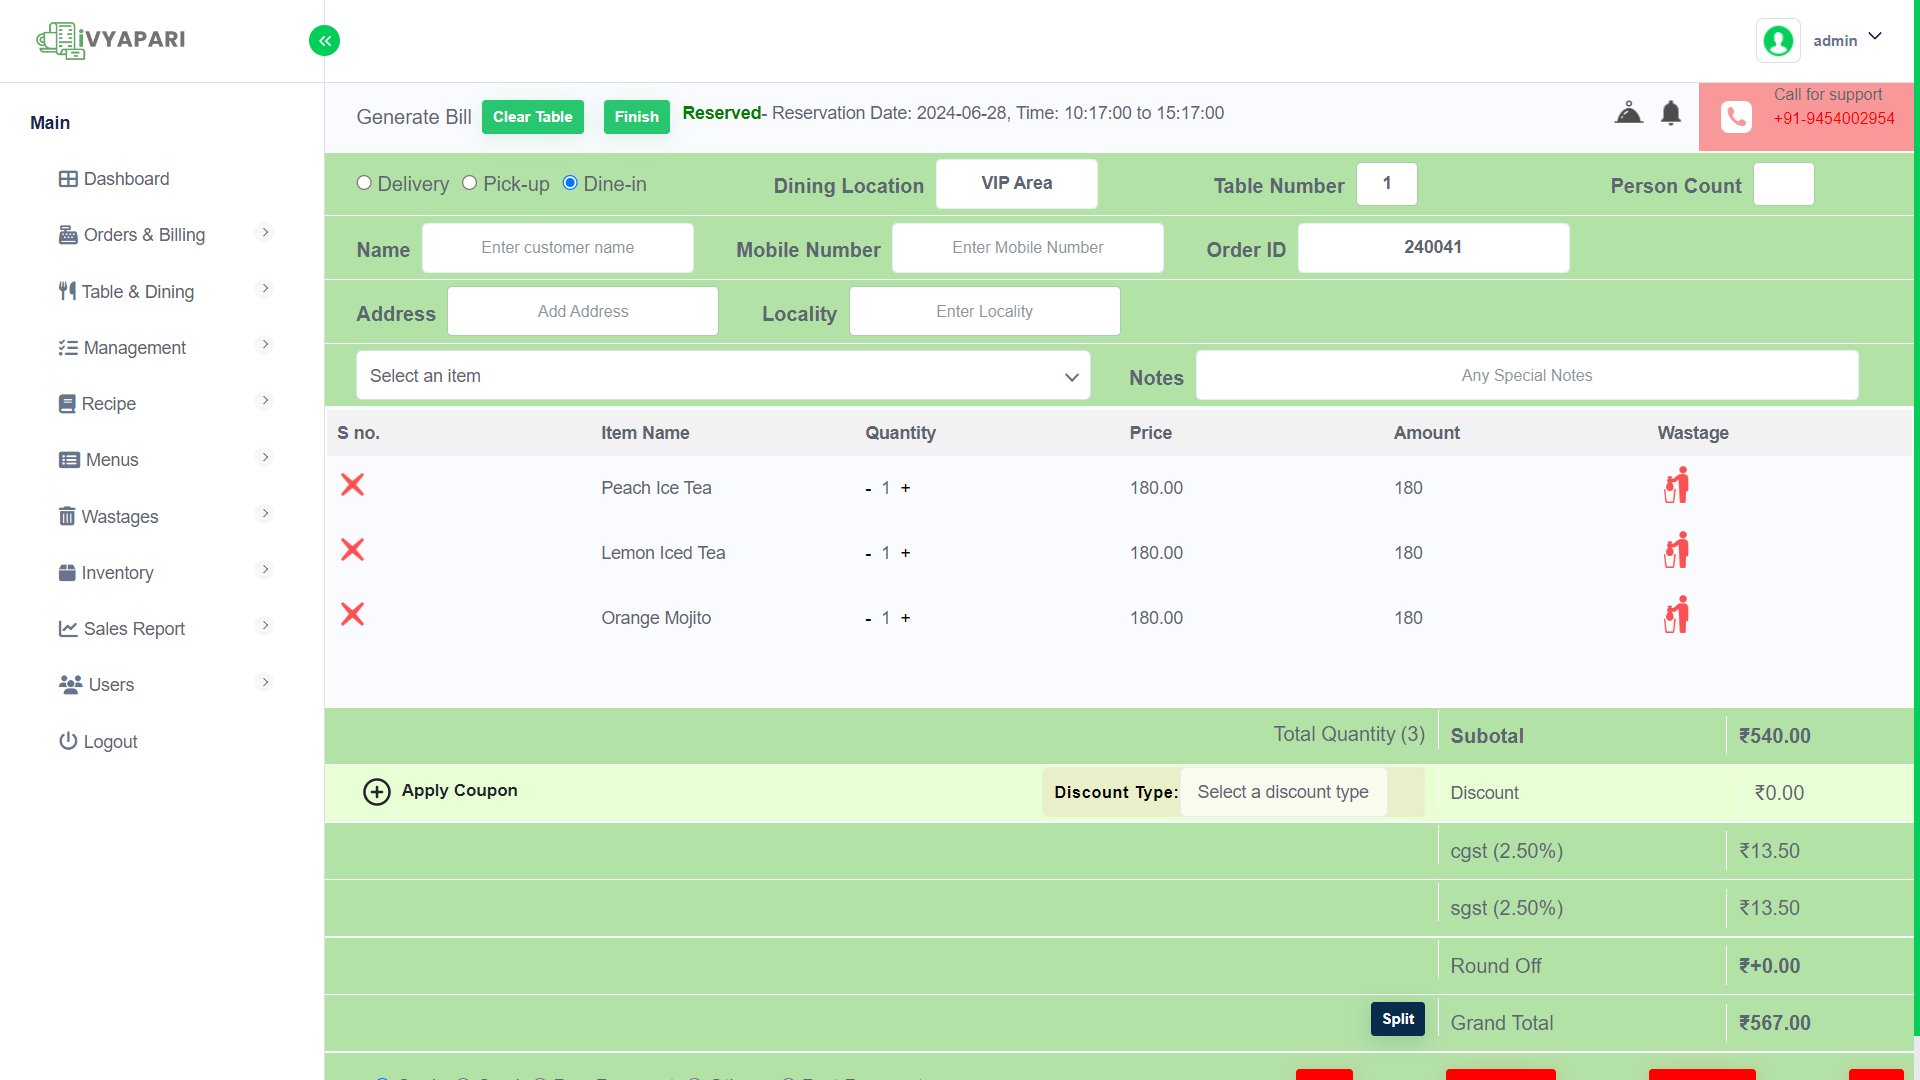 iVYAPARI
admin
Main
Dashboard
Orders & Billing
Table & Dining
Management
Recipe
Menus
Wastages
Inventory
Sales Report
Users
Logout
Generate Bill Clear Table Finish Reserved- Reservation Date: 2024-06-28, Time: 10:17:00 to 15:17:00
Call for support
+91-9454002954
Delivery Pick-up Dine-in Dining Location VIP Area Table Number 1 Person Count
Name Enter customer name Mobile Number Enter Mobile Number Order ID 240041
Address Add Address Locality Enter Locality
Select an item Notes Any Special Notes
S no. Item Name Quantity Price Amount Wastage
Peach Ice Tea - 1 + 180.00 180
Lemon Iced Tea - 1 + 180.00 180
Orange Mojito - 1 + 180.00 180
Total Quantity (3) Subotal ₹540.00
Apply Coupon Discount Type: Select a discount type Discount ₹0.00
cgst (2.50%) ₹13.50
sgst (2.50%) ₹13.50
Round Off ₹+0.00
Split Grand Total ₹567.00